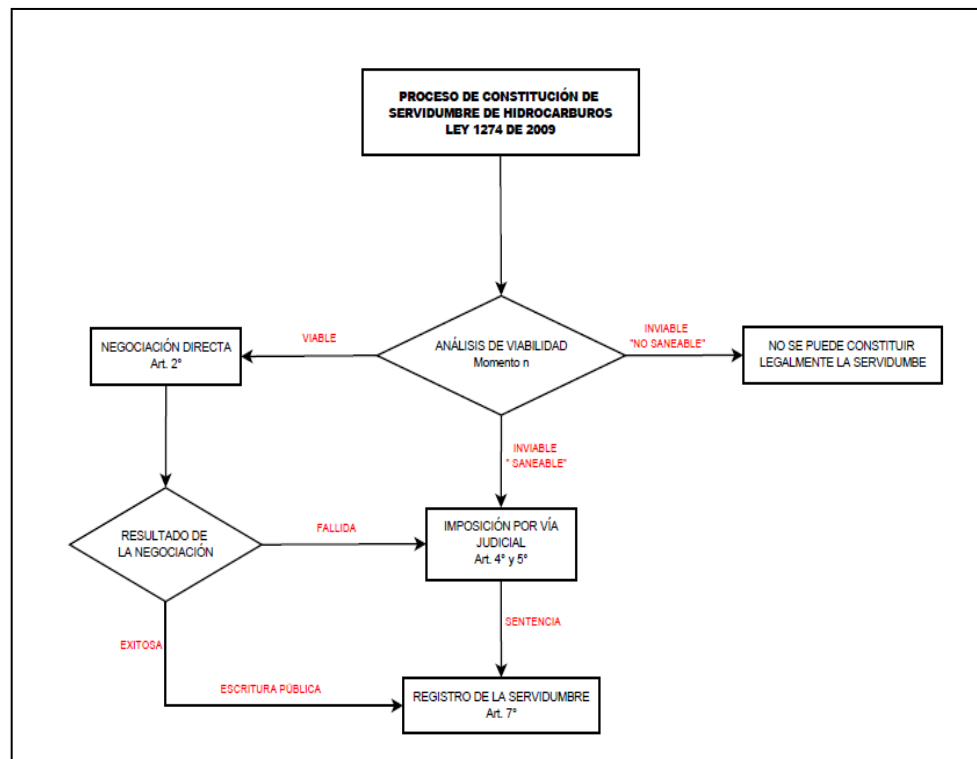 PROCESO DE CONSTITUCIÓN DE
SERVIDUMBRE DE HIDROCARBUROS
LEY 1274 DE 2009
VIABLE
INVIABLE
"NO SANEABLE"
NEGOCIACIÓN DIRECTA
Art. 2°
ANÁLISIS DE VIABILIDAD
Momento n
NO SE PUEDE CONSTITUIR
LEGALMENTE LA SERVIDUMBE
INVIABLE
" SANEABLE"
RESULTADO DE
LA NEGOCIACIÓN
FALLIDA
IMPOSICIÓN POR VÍA
JUDICIAL
Art. 4° y 5°
SENTENCIA
EXITOSA
ESCRITURA PÚBLICA
REGISTRO DE LA SERVIDUMBRE
Art. 7°